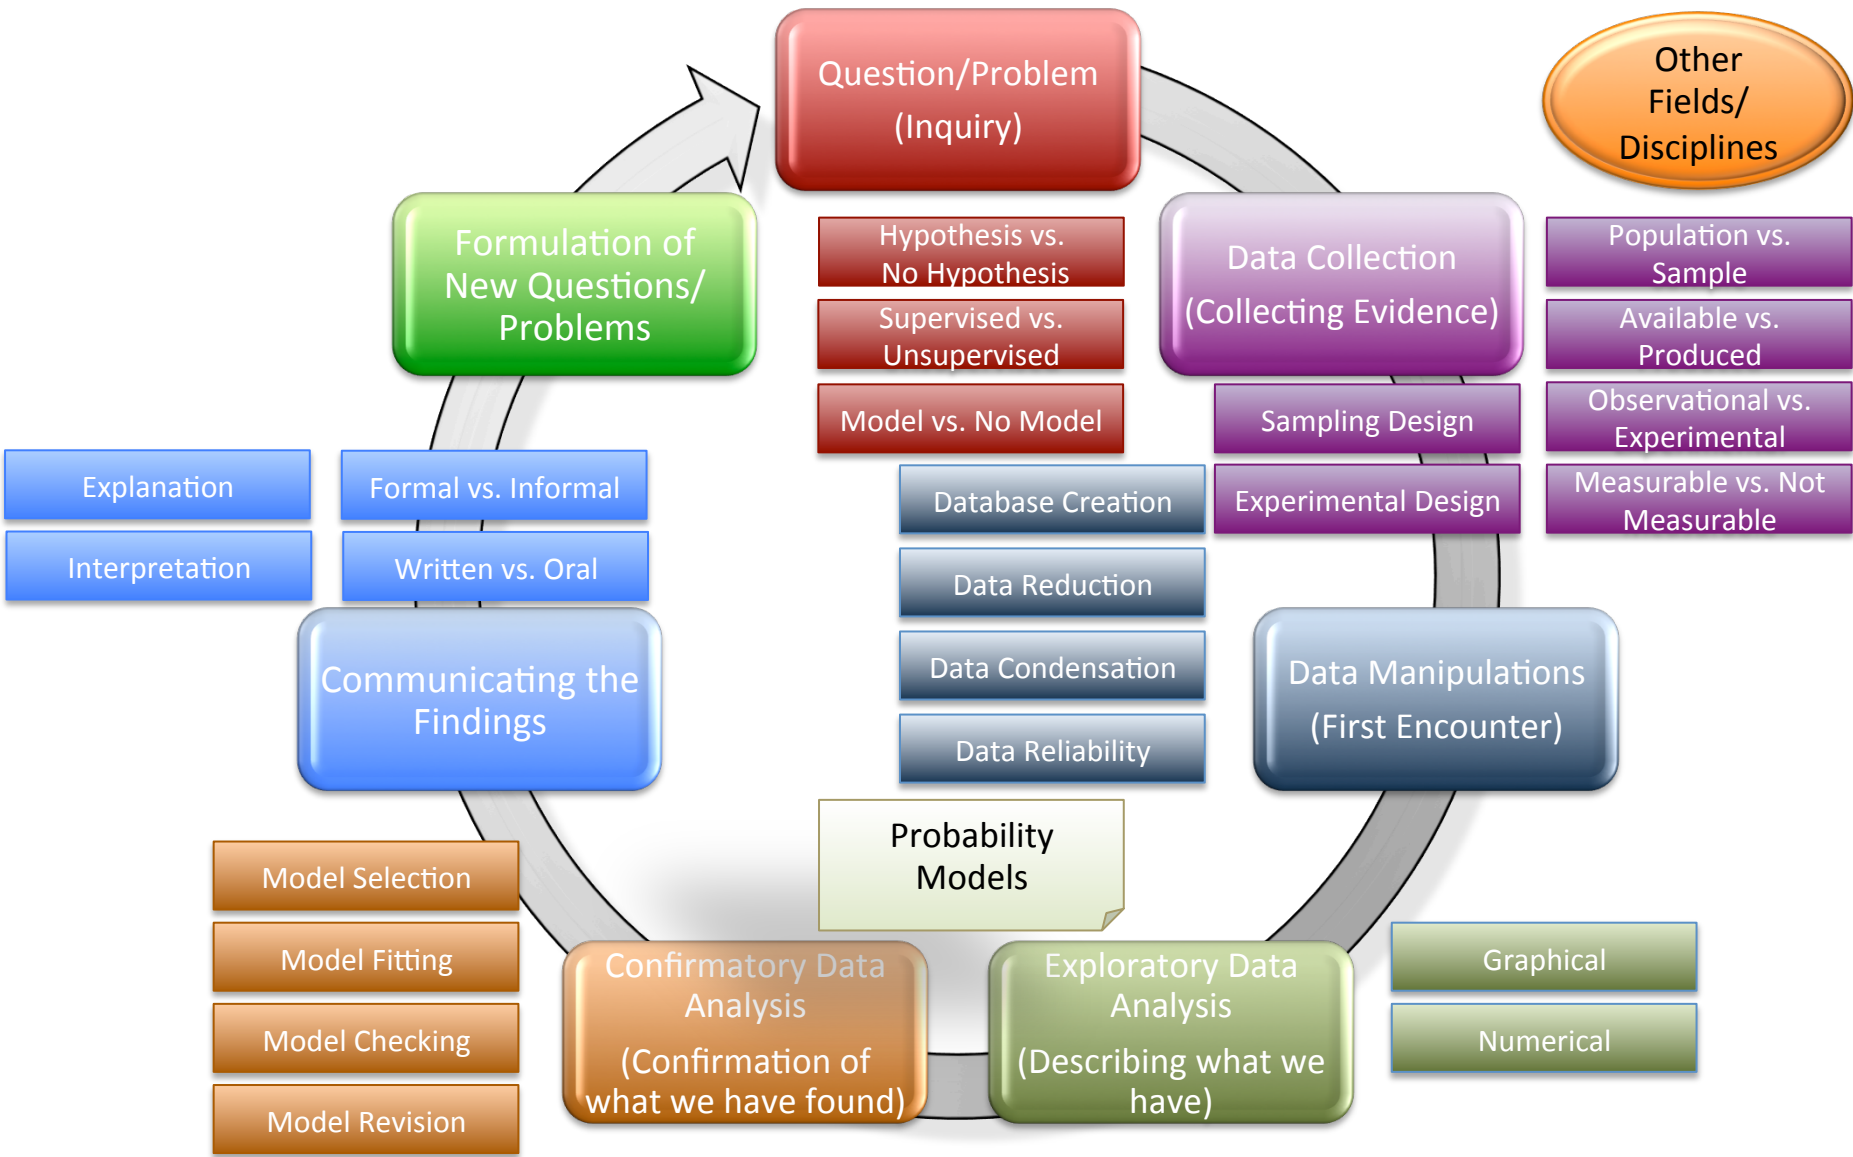 Question/Problem
(Inquiry)
Other
Fields/
Disciplines
Hypothesis vs.
No Hypothesis
Supervised vs.
Unsupervised
Model vs. No Model
Data Collection
(Collecting Evidence)
Population vs.
Sample
Available vs.
Produced
Observational vs.
Experimental
Measurable vs. Not
Measurable
Sampling Design
Experimental Design
Database Creation
Data Reduction
Data Condensation
Data Reliability
Data Manipulations
(First Encounter)
Probability
Models
Exploratory Data
Analysis
(Describing what we
have)
Graphical
Numerical
Confirmatory Data
Analysis
(Confirmation of
what we have found)
Model Selection
Model Fitting
Model Checking
Model Revision
Communicating the
Findings
Explanation
Formal vs. Informal
Interpretation
Written vs. Oral
Formulation of
New Questions/
Problems